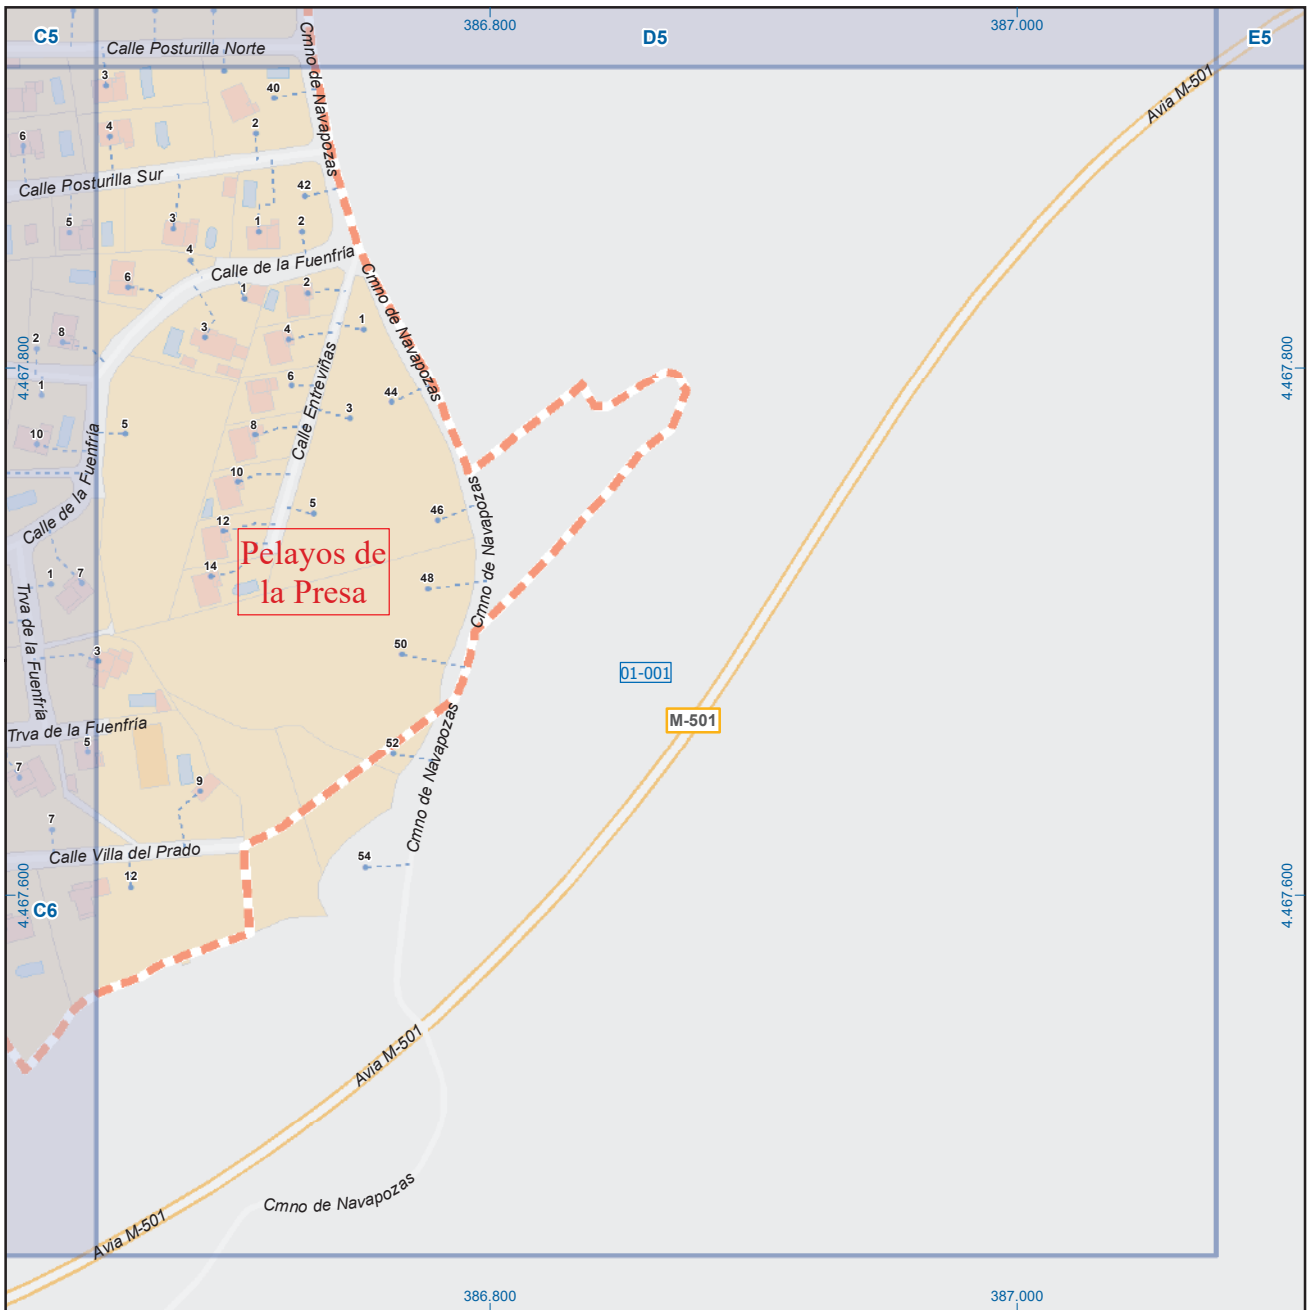 386.800
387.000
C5
D5
E5
Calle Posturilla Norte
Cmno de Navapozas
Avia M-501
3
40
4
2
6
Calle Posturilla Sur
42
5
3
1
2
4
Calle de la Fuenfría
6
1
2
Cmno de Navapozas
3
4
1
2
8
4.467.800
4.467.800
Calle Entreviñas
1
6
44
3
10
5
8
Calle de la Fuenfría
10
Cmno de Navapozas
5
46
12
Pelayos de
la Presa
14
1
7
48
Trva de la Fuenfría
3
50
01-001
M-501
Trva de la Fuenfría
5
52
7
9
Cmno de Navapozas
7
Calle Villa del Prado
54
12
4.467.600
4.467.600
C6
Avia M-501
Cmno de Navapozas
Avia M-501
386.800
387.000